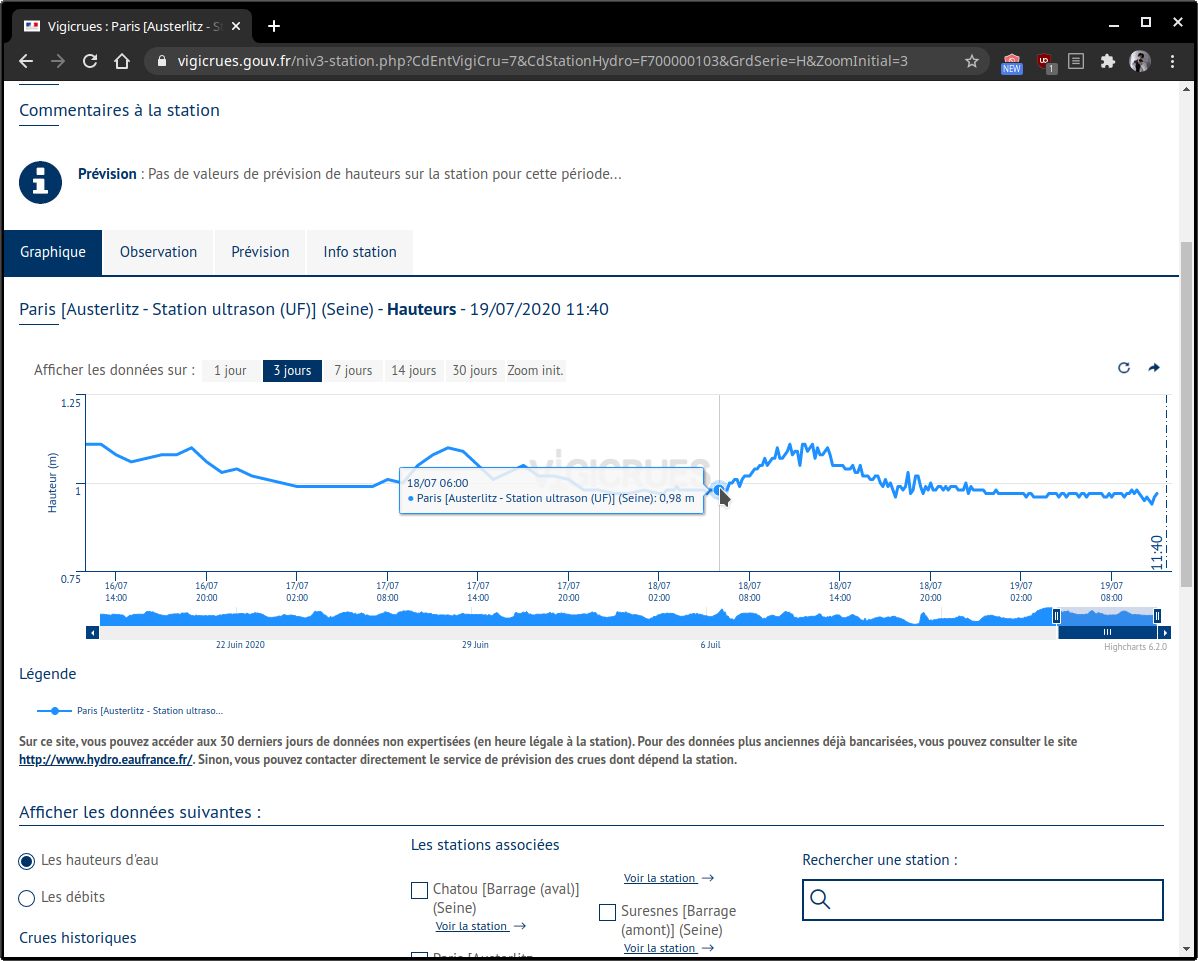 Vigicrues : Paris [Austerlitz - S
vigicrues.gouv.fr/niv3-station.php?CdEntVigiCru=7&CdStationHydro=F700000103&GrdSerie=H&ZoomInitial=3
NEW
UD
1
Commentaires à la station
Prévision : Pas de valeurs de prévision de hauteurs sur la station pour cette période...
Graphique Observation Prévision Info station
Paris [Austerlitz - Station ultrason (UF)] (Seine) - Hauteurs - 19/07/2020 11:40
Afficher les données sur : 1 jour 3 jours 7 jours 14 jours 30 jours Zoom init.
1.25
Hauteur (m)
1
0.75
VIGICRUES
18/07 06:00
Paris [Austerlitz - Station ultrason (UF)] (Seine): 0,98 m
11:40
16/07 16/07 17/07 17/07 17/07 17/07 18/07 18/07 18/07 18/07 19/07 19/07
14:00 20:00 02:00 08:00 14:00 20:00 02:00 08:00 14:00 20:00 02:00 08:00
22 Juin 2020 29 Juin 6 Juil
Highcharts 6.2.0
Légende
Paris [Austerlitz - Station ultraso...
Sur ce site, vous pouvez accéder aux 30 derniers jours de données non expertisées (en heure légale à la station). Pour des données plus anciennes déjà bancarisées, vous pouvez consulter le site
http://www.hydro.eaufrance.fr/. Sinon, vous pouvez contacter directement le service de prévision des crues dont dépend la station.
Afficher les données suivantes :
Les hauteurs d'eau
Les débits
Crues historiques
Les stations associées
Chatou [Barrage (aval)]
(Seine)
Voir la station
Paris [Austerlitz
Voir la station
Suresnes [Barrage
(amont)] (Seine)
Voir la station
Rechercher une station :